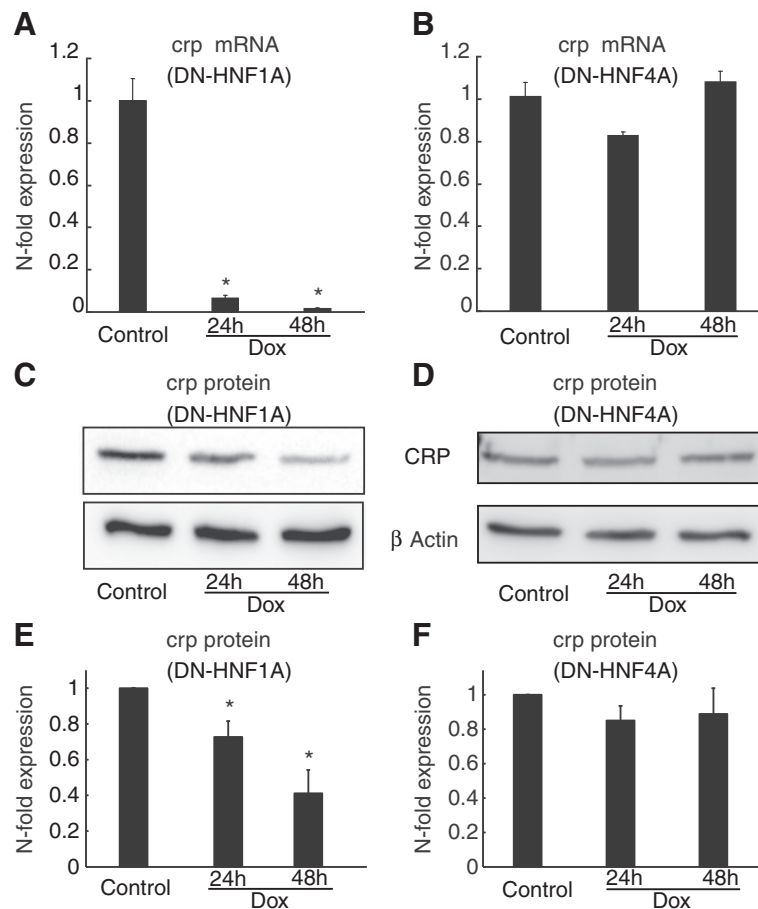 A
crp mRNA
(DN-HNF1A)
N-fold expression
1.2
1
0.8
0.6
0.4
0.2
0
*
*
Control
24h
48h
Dox
B
crp mRNA
(DN-HNF4A)
N-fold expression
1.2
1
0.8
0.6
0.4
0.2
0
Control
24h
48h
Dox
C
crp protein
(DN-HNF1A)
Control
24h
48h
Dox
CRP
β Actin
D
crp protein
(DN-HNF4A)
Control
24h
48h
Dox
E
crp protein
(DN-HNF1A)
N-fold expression
1
0.8
0.6
0.4
0.2
0
*
*
Control
24h
48h
Dox
F
crp protein
(DN-HNF4A)
N-fold expression
1
0.8
0.6
0.4
0.2
0
Control
24h
48h
Dox